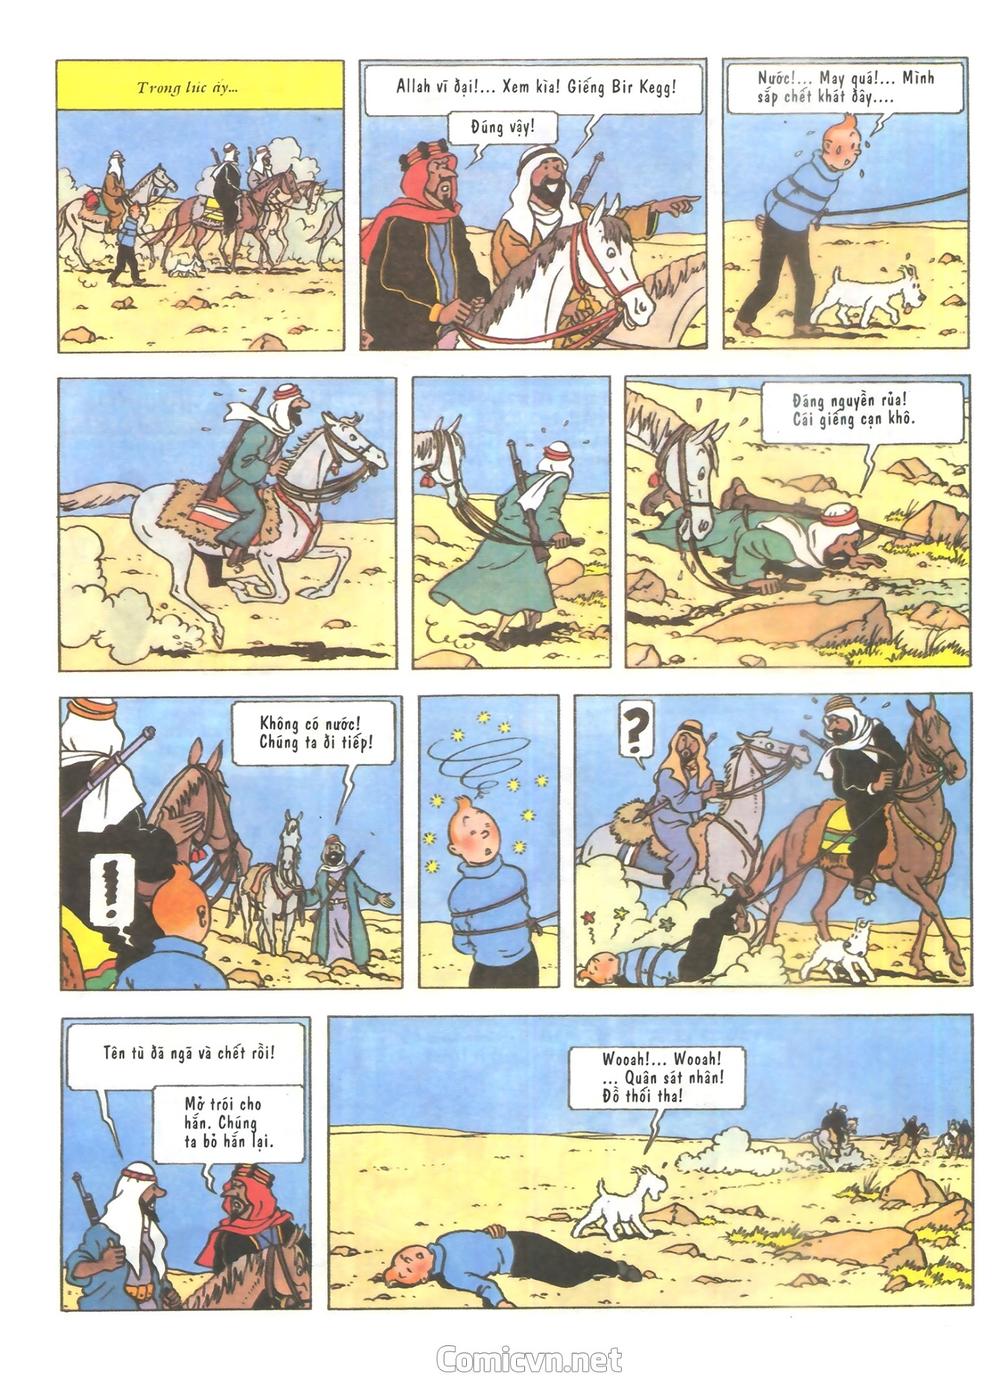 Trong lúc ấy...
Allah vĩ đại!... Xem kìa! Giếng Bir Kegg!
Đúng vậy!
Nước!... May quá!... Mình
sắp chết khát đây....
Đáng nguyền rủa!
Cái giếng cạn khô.
Không có nước!
Chúng ta đi tiếp!
!
?
Tên tù đã ngã và chết rồi!
Mở trói cho
hắn. Chúng
ta bỏ hắn lại.
Wooah!... Wooah!
... Quân sát nhân!
Đồ thối tha!
Comicvn.net